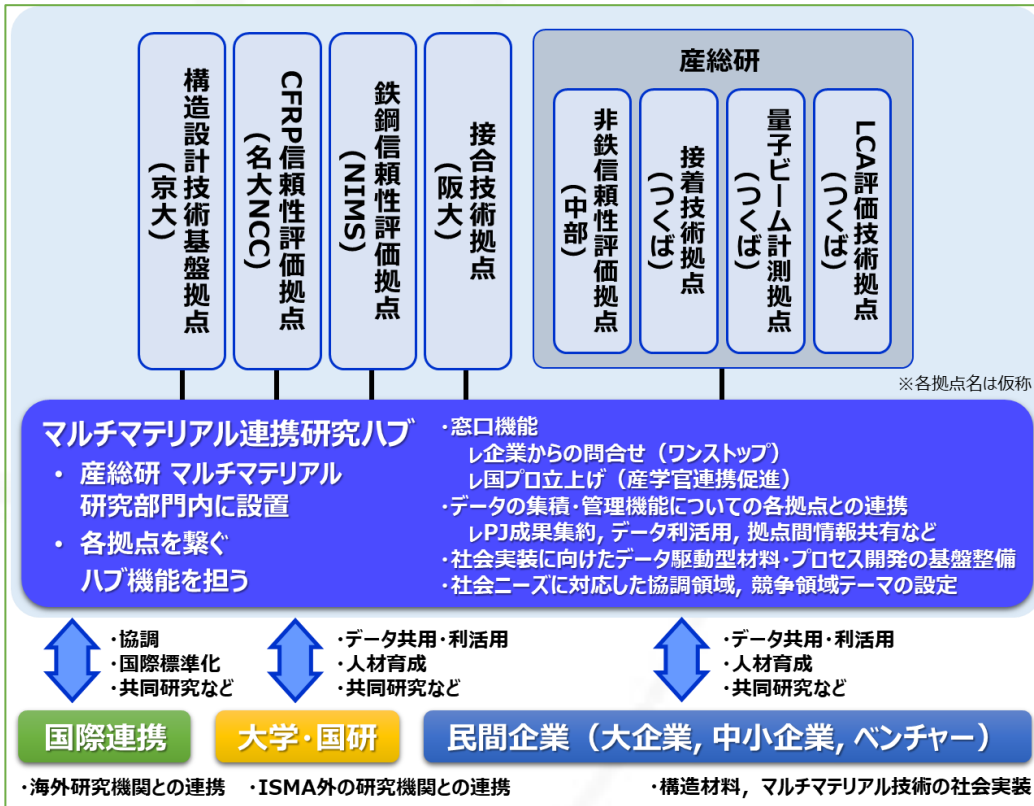 構造設計技術基盤拠点
(京大)
CFRP信頼性評価拠点
(名大NCC)
鉄鋼信頼性評価拠点
(NIMS)
接合技術拠点
(阪大)
産総研
非鉄信頼性評価拠点
(中部)
接着技術拠点
(つくば)
量子ビーム計測拠点
(つくば)
LCA評価技術拠点
(つくば)
※各拠点名は仮称
マルチマテリアル連携研究ハブ
・ 産総研 マルチマテリアル
研究部門内に設置
・ 各拠点を繋ぐ
ハブ機能を担う
・窓口機能
レ企業からの問合せ（ワンストップ）
レ国プロ立上げ（産学官連携促進）
・データの集積・管理機能についての各拠点との連携
レPJ成果集約, データ利活用, 拠点間情報共有など
・社会実装に向けたデータ駆動型材料・プロセス開発の基盤整備
・社会ニーズに対応した協調領域, 競争領域テーマの設定
・協調
・国際標準化
・共同研究など
・データ共用・利活用
・人材育成
・共同研究など
・データ共用・利活用
・人材育成
・共同研究など
国際連携
大学・国研
民間企業（大企業, 中小企業, ベンチャー）
・海外研究機関との連携
・ISMA外の研究機関との連携
・構造材料，マルチマテリアル技術の社会実装